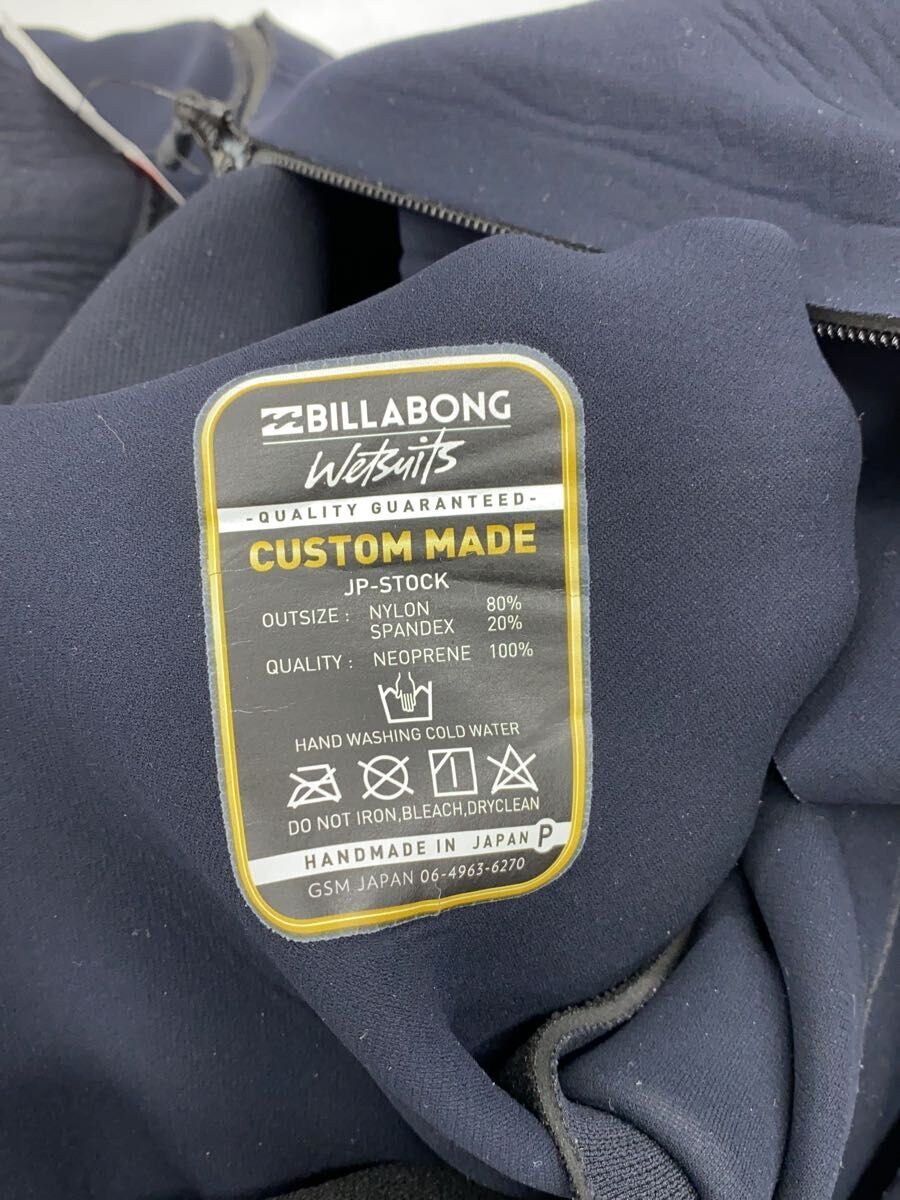 BILLABONG
Wetsuits
-QUALITY GUARANTEED-
CUSTOM MADE
JP-STOCK
OUTSIZE : NYLON 80%
SPANDEX 20%
QUALITY : NEOPRENE 100%
HAND WASHING COLD WATER
DO NOT IRON,BLEACH,DRYCLEAN
HANDMADE IN JAPAN P
GSM JAPAN 06-4963-6270